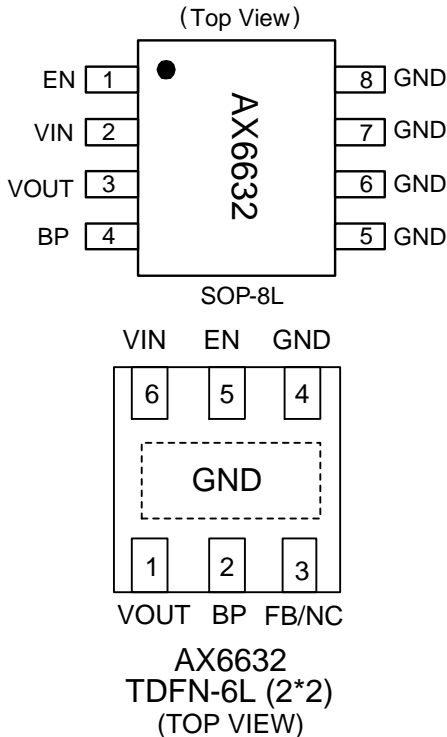 (Top View)
EN 1 8 GND
VIN 2 7 GND
VOUT 3 6 GND
BP 4 5 GND
AX6632
SOP-8L
VIN EN GND
6 5 4
GND
1 2 3
VOUT BP FB/NC
AX6632
TDFN-6L (2*2)
(TOP VIEW)